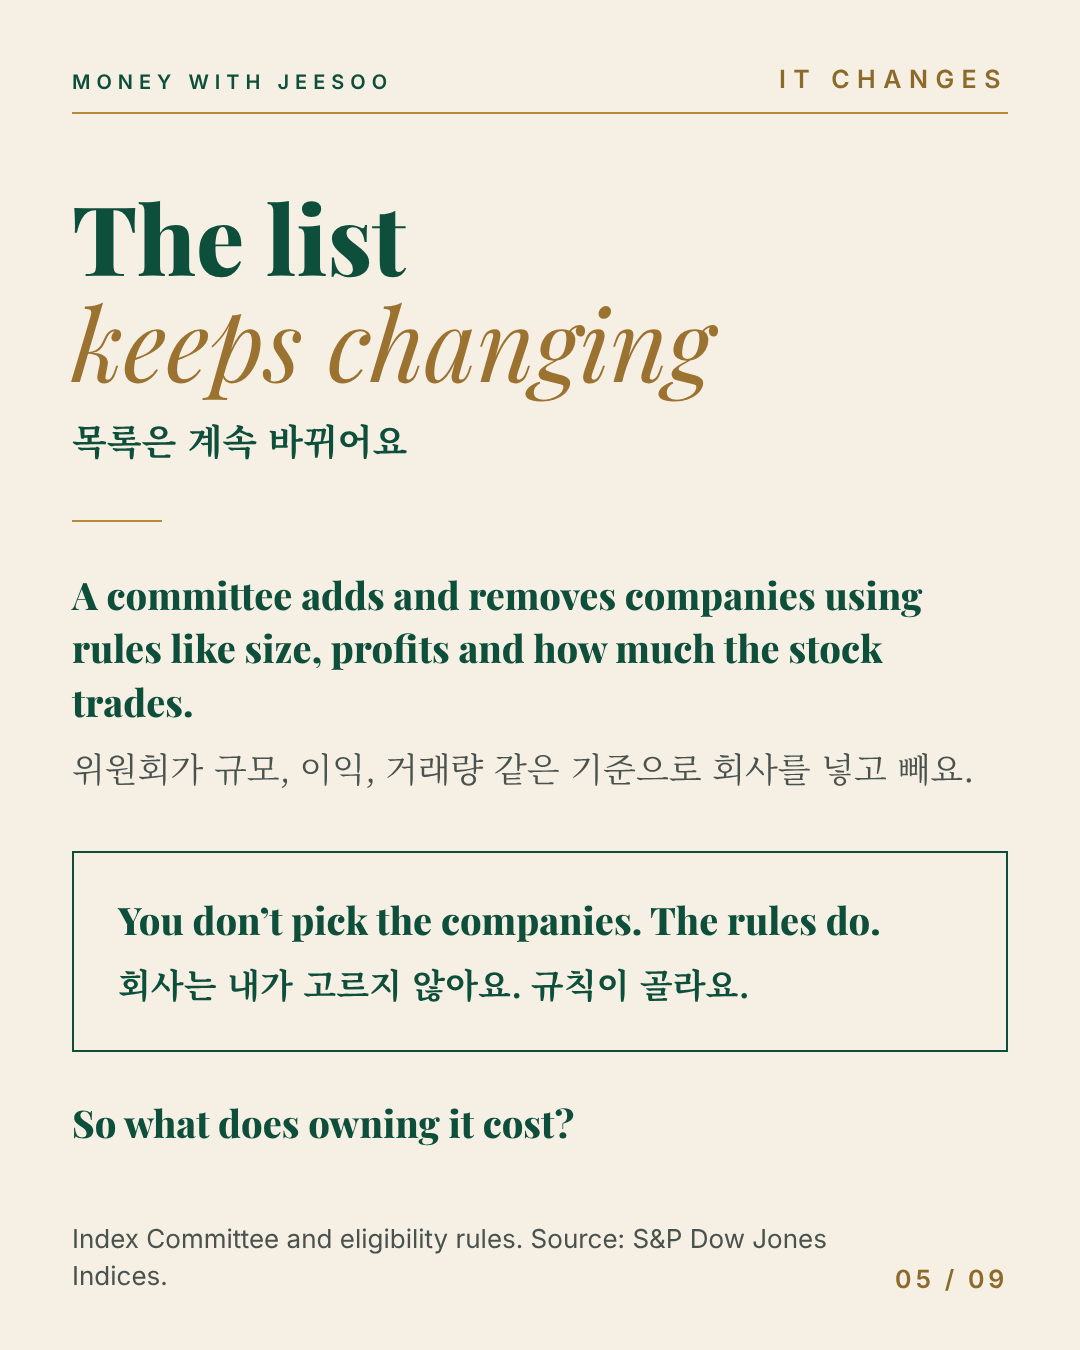 MONEY WITH JEESOO
IT CHANGES
The list
keeps changing
목록은 계속 바뀌어요
A committee adds and removes companies using
rules like size, profits and how much the stock
trades.
위원회가 규모, 이익, 거래량 같은 기준으로 회사를 넣고 빼요.
You don’t pick the companies. The rules do.
회사는 내가 고르지 않아요. 규칙이 골라요.
So what does owning it cost?
Index Committee and eligibility rules. Source: S&P Dow Jones
Indices.
05 / 09